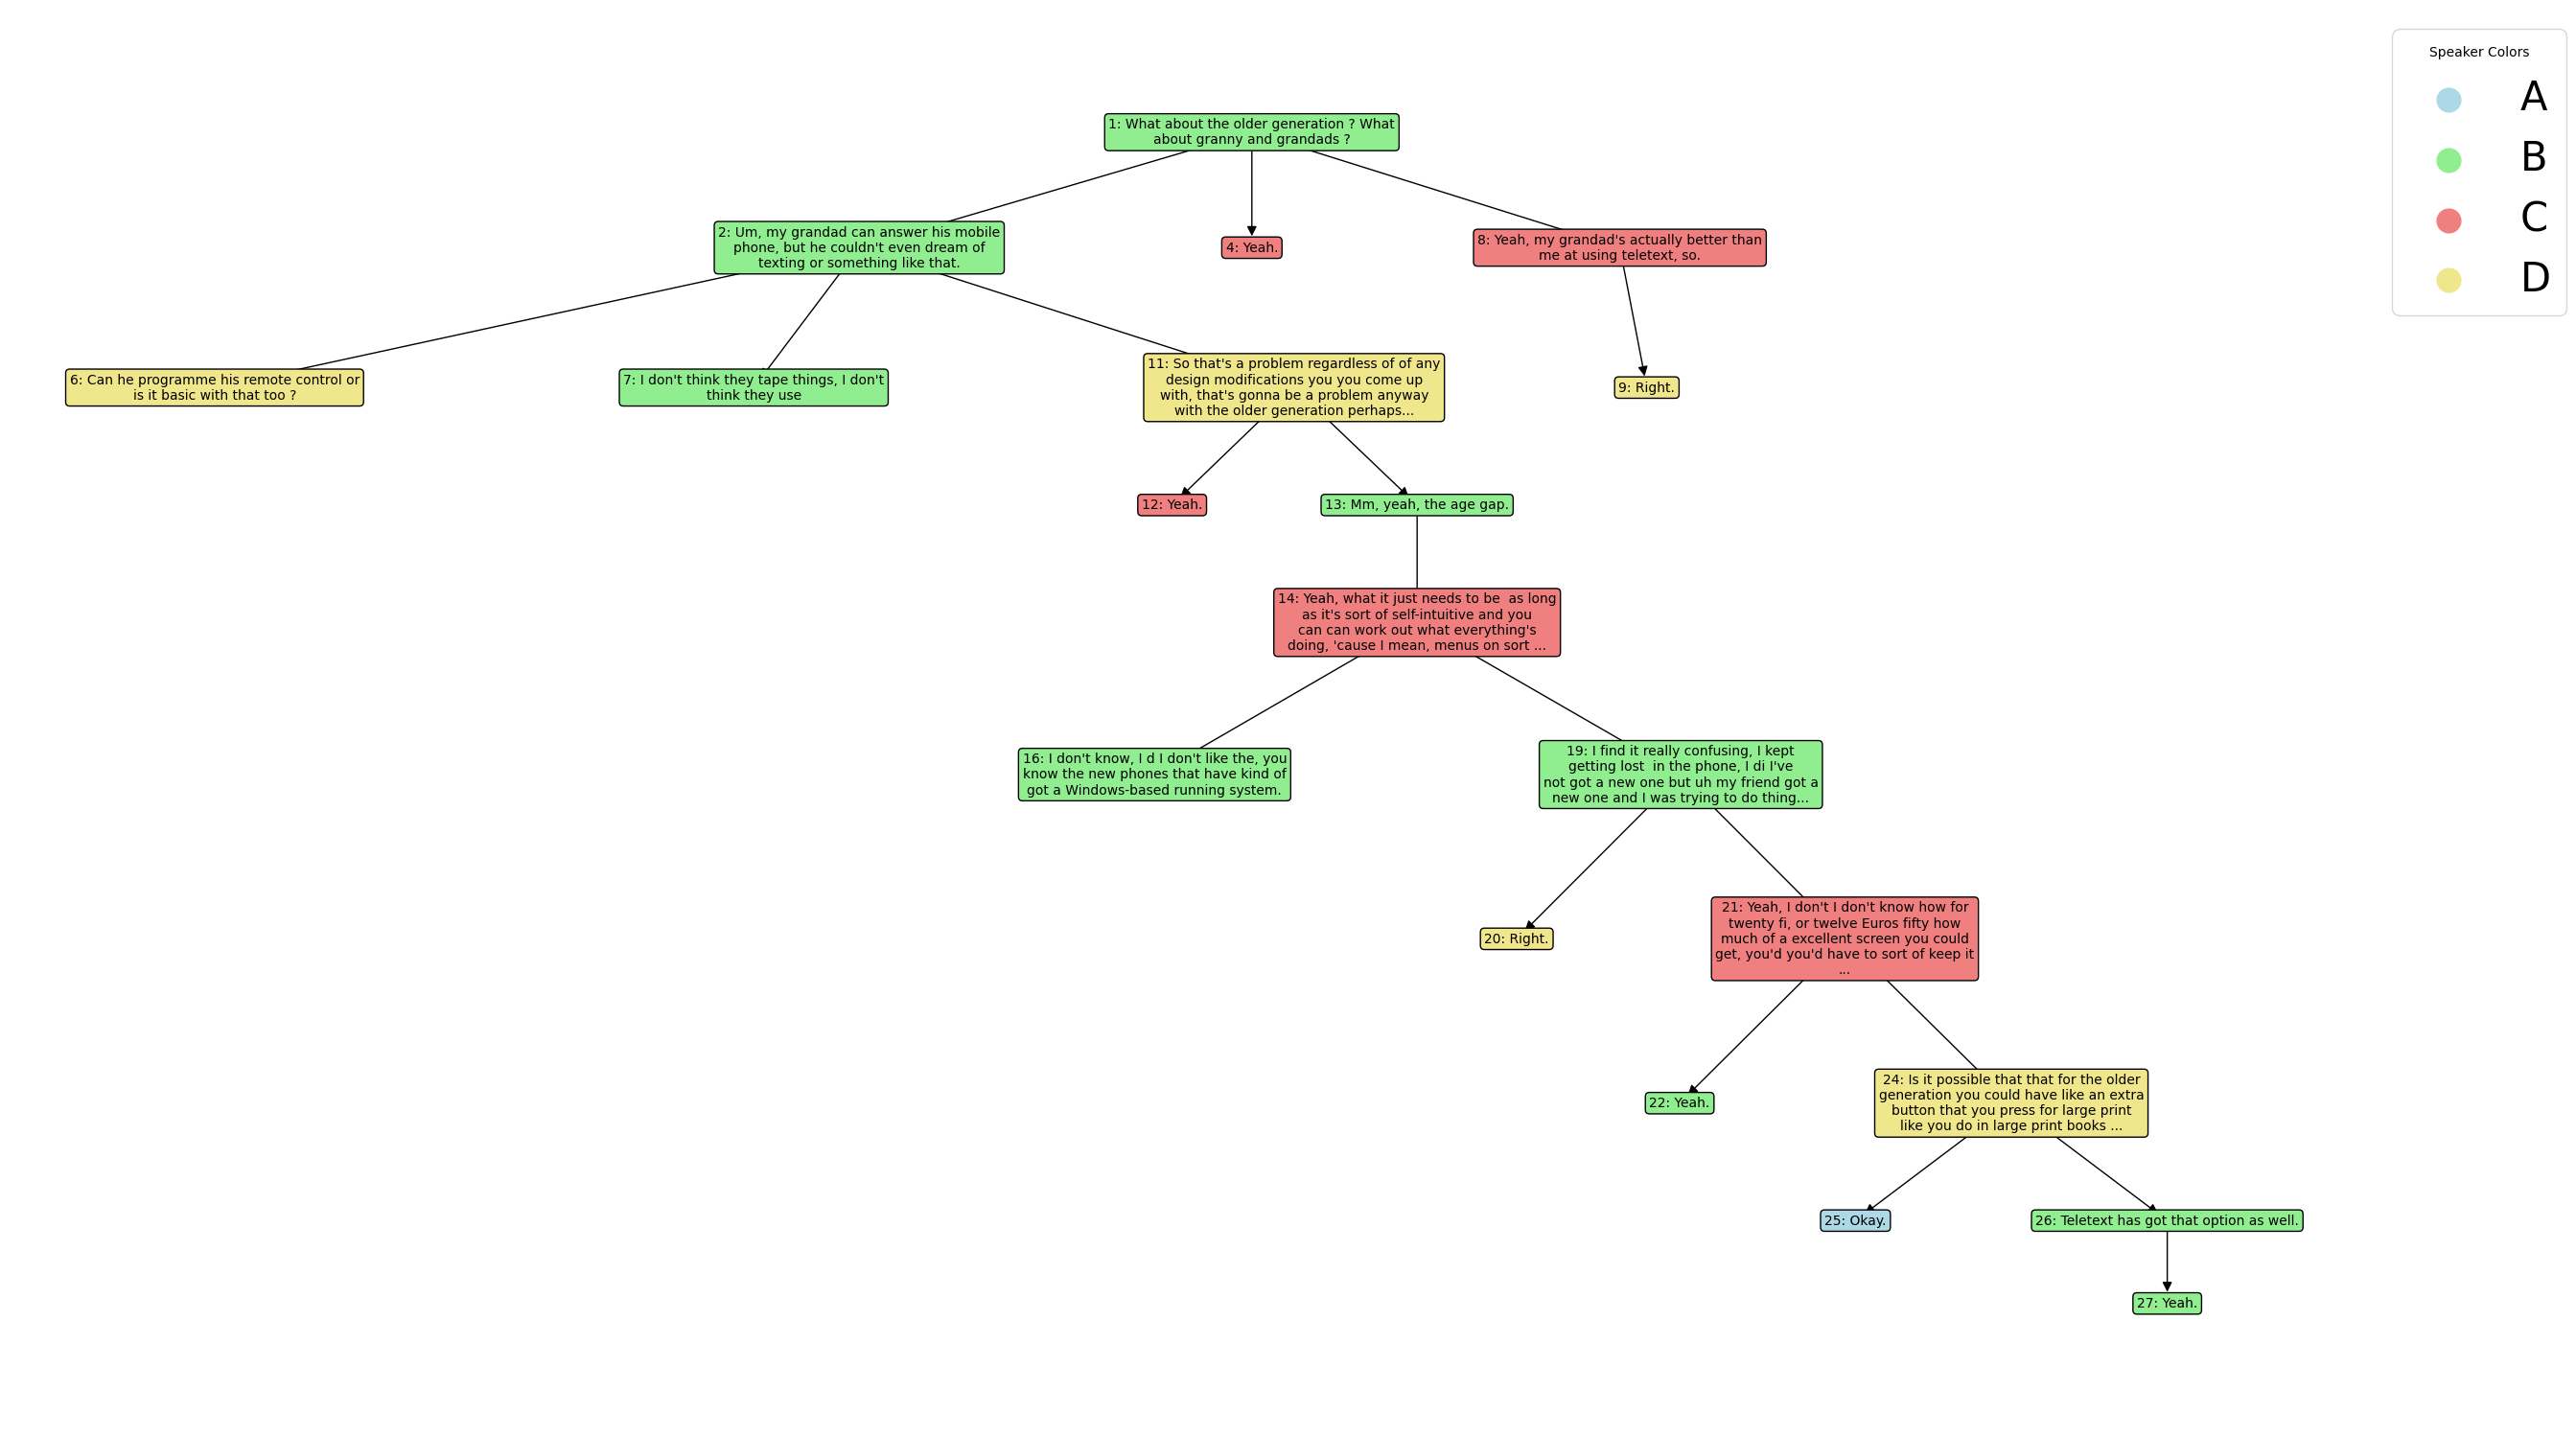 Speaker Colors
A
B
C
D
1: What about the older generation ? What
about granny and grandads ?
2: Um, my grandad can answer his mobile
phone, but he couldn't even dream of
texting or something like that.
4: Yeah.
8: Yeah, my grandad's actually better than
me at using teletext, so.
6: Can he programme his remote control or
is it basic with that too ?
7: I don't think they tape things, I don't
think they use
11: So that's a problem regardless of of any
design modifications you you come up
with, that's gonna be a problem anyway
with the older generation perhaps...
9: Right.
12: Yeah.
13: Mm, yeah, the age gap.
14: Yeah, what it just needs to be  as long
as it's sort of self-intuitive and you
can can work out what everything's
doing, 'cause I mean, menus on sort ...
16: I don't know, I d I don't like the, you
know the new phones that have kind of
got a Windows-based running system.
19: I find it really confusing, I kept
getting lost  in the phone, I di I've
not got a new one but uh my friend got a
new one and I was trying to do thing...
20: Right.
21: Yeah, I don't I don't know how for
twenty fi, or twelve Euros fifty how
much of a excellent screen you could
get, you'd you'd have to sort of keep it
...
22: Yeah.
24: Is it possible that that for the older
generation you could have like an extra
button that you press for large print
like you do in large print books ...
25: Okay.
26: Teletext has got that option as well.
27: Yeah.